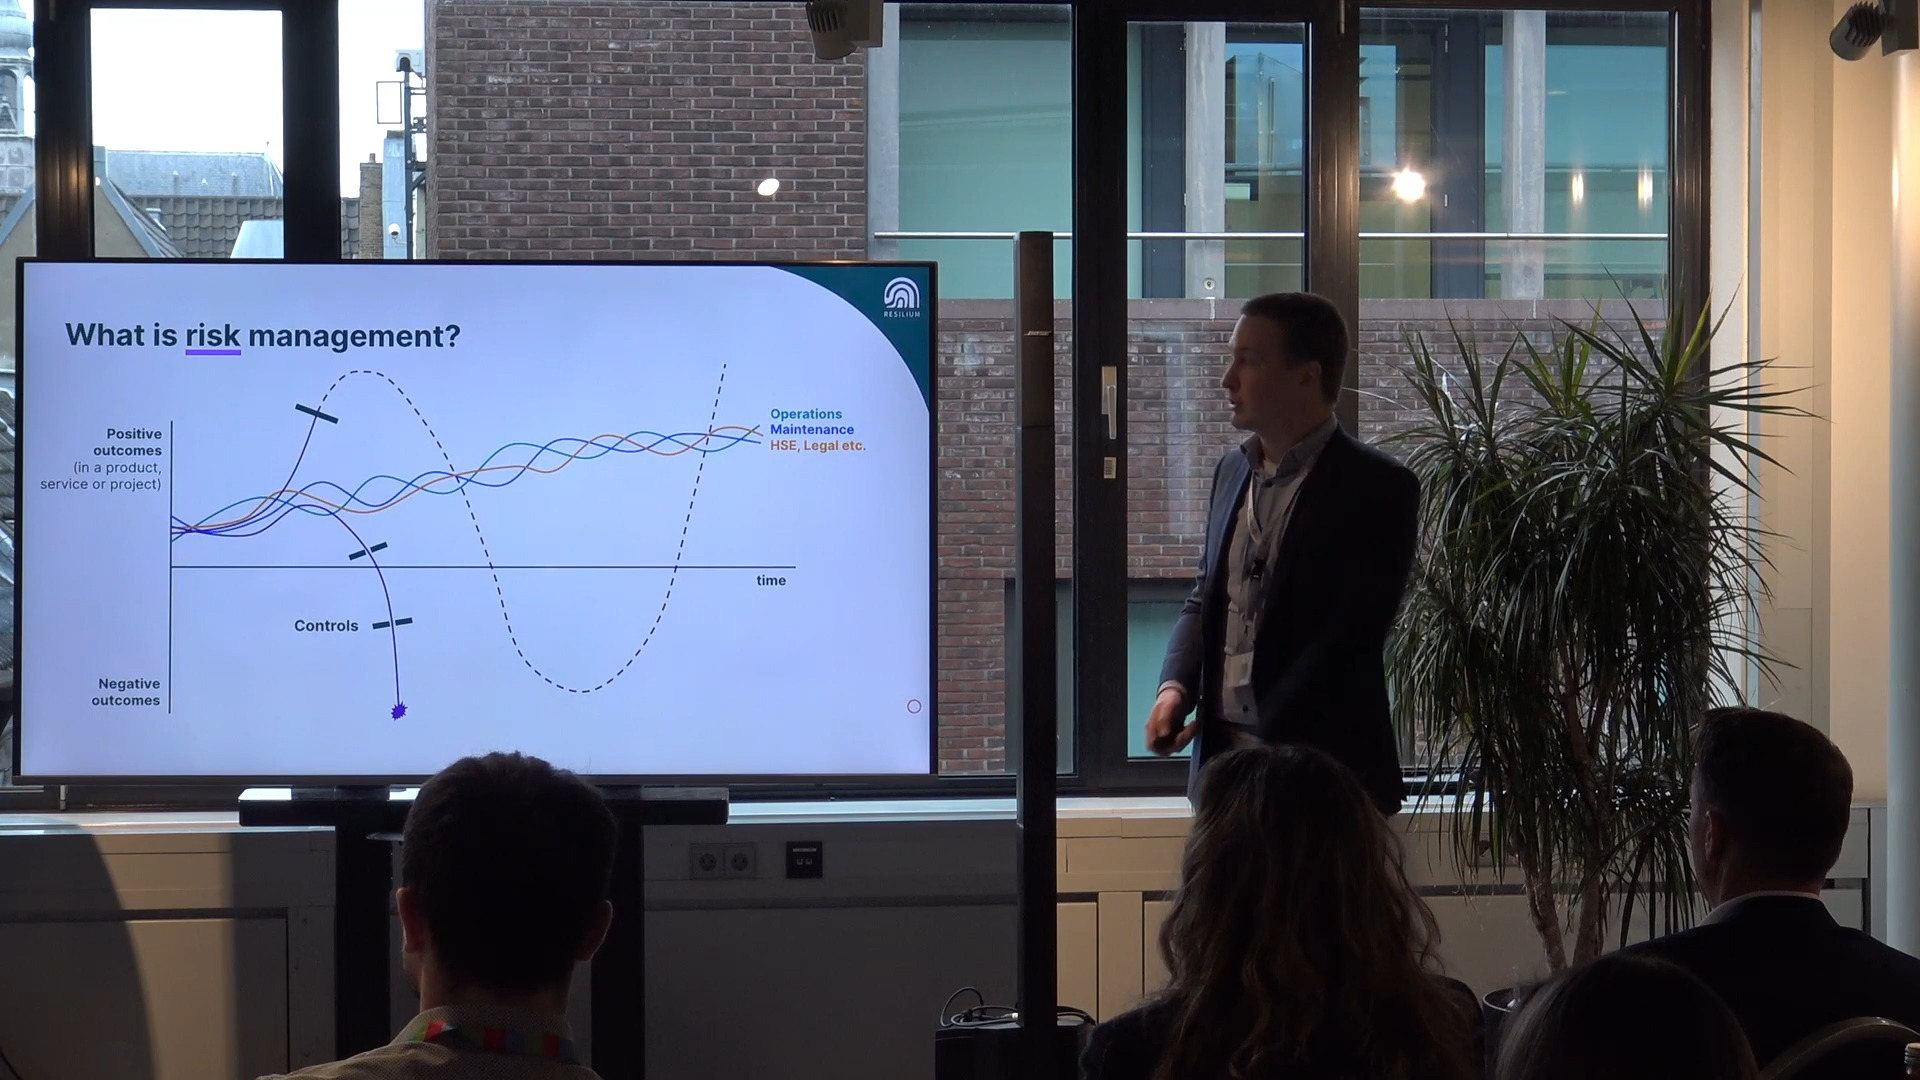 RESILIUM
What is risk management?
Operations
Maintenance
HSE, Legal etc.
Positive
outcomes
(in a product,
service or project)
time
Controls
Negative
outcomes
BOSE